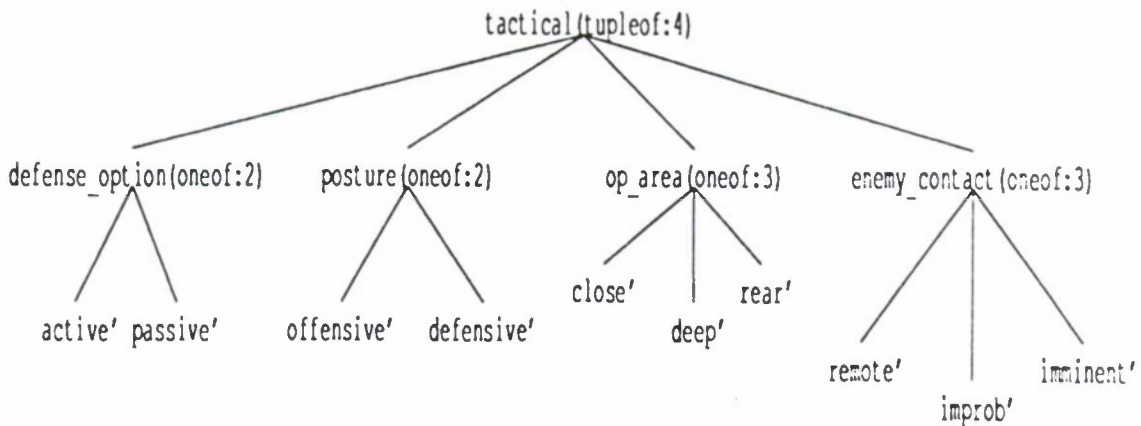 tactical(tupleof:4)
defense_option(oneof:2) posture(oneof:2) op_area(oneof:3) enemy_contact(oneof:3)
close' rear'
active' passive' offensive' defensive' deep'
remote' imminent'
improb'